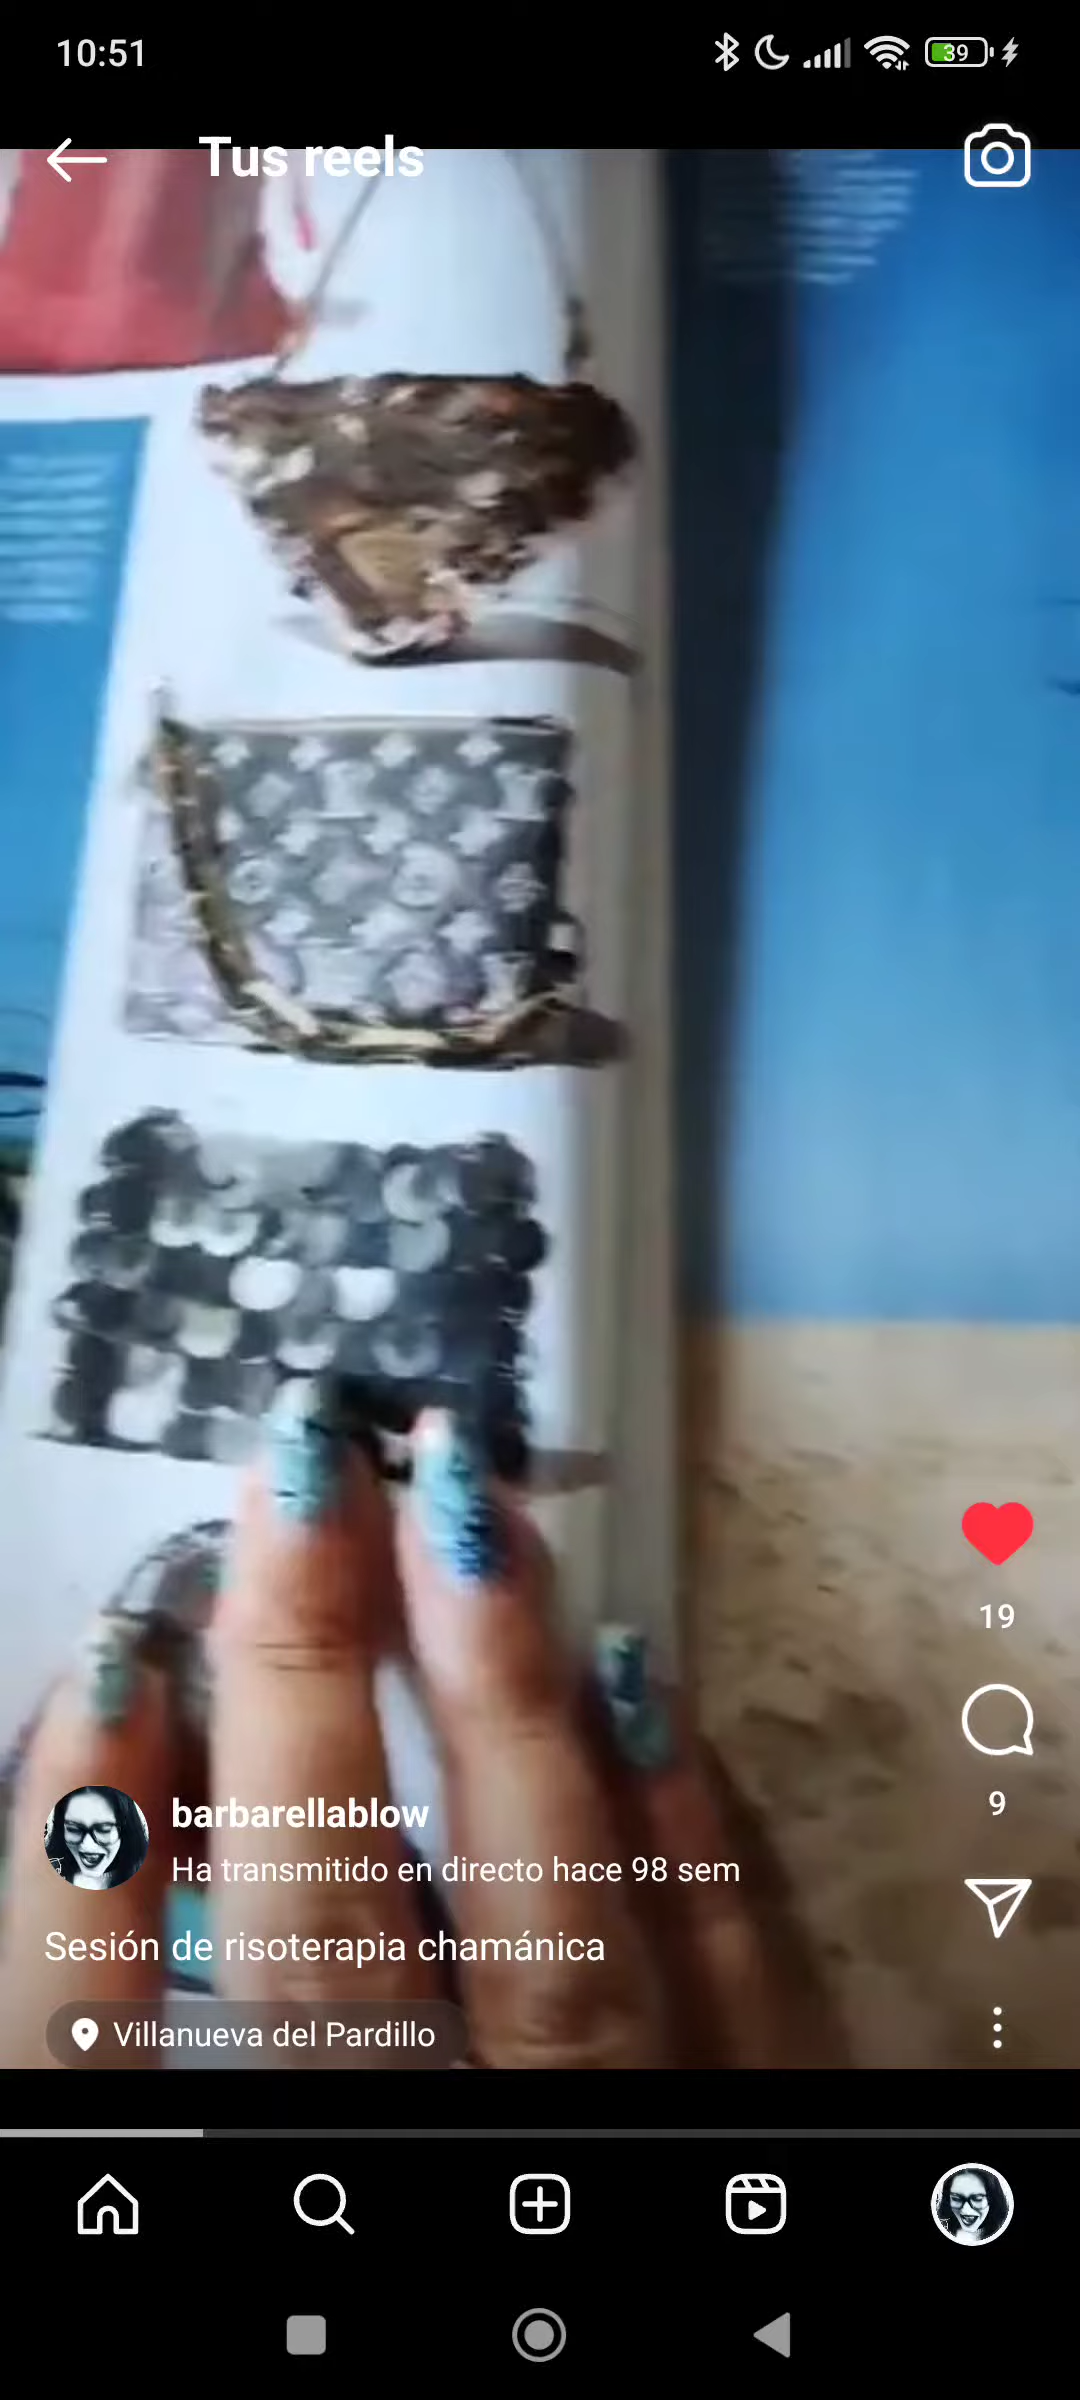 10:51
39
Tus reels
19
9
barbarellablow
Ha transmitido en directo hace 98 sem
Sesión de risoterapia chamánica
Villanueva del Pardillo